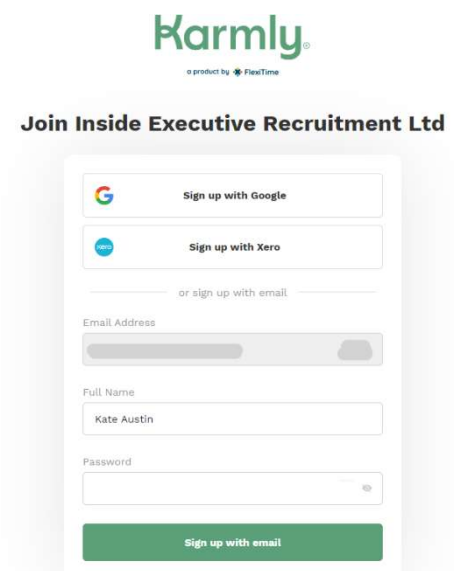 Karmly®
a product by FlexiTime
Join Inside Executive Recruitment Ltd
Sign up with Google
xero
Sign up with Xero
or sign up with email
Email Address
Full Name
Kate Austin
Password
Sign up with email